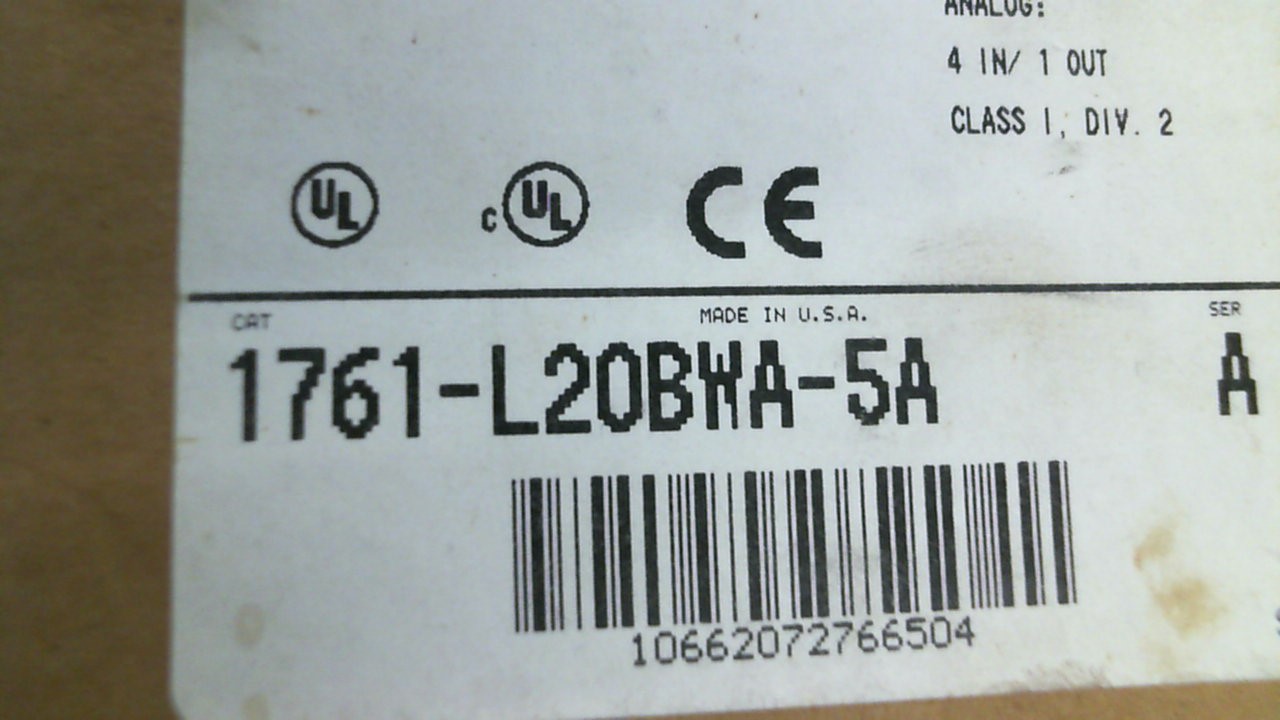 ANALOG:
4 IN/ 1 OUT
CLASS I, DIV. 2
UL
c UL
CE
CAT
MADE IN U.S.A.
SER
1761-L20BWA-5A
A
10662072766504